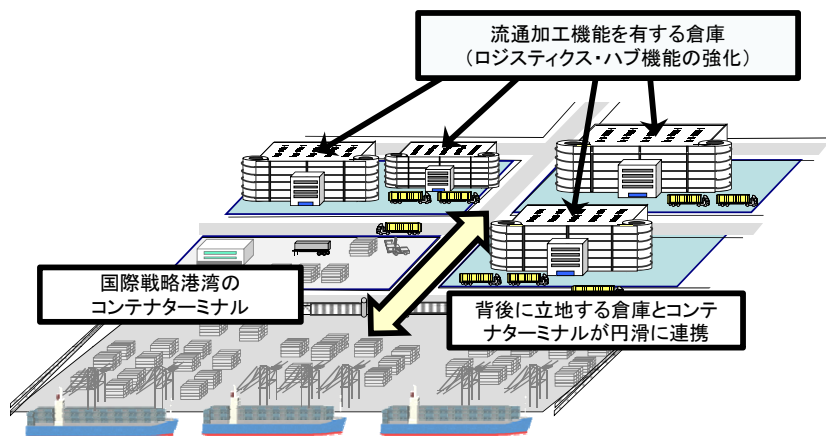 流通加工機能を有する倉庫
（ロジスティクス・ハブ機能の強化）
国際戦略港湾の
コンテナターミナル
背後に立地する倉庫とコンテ
ナターミナルが円滑に連携